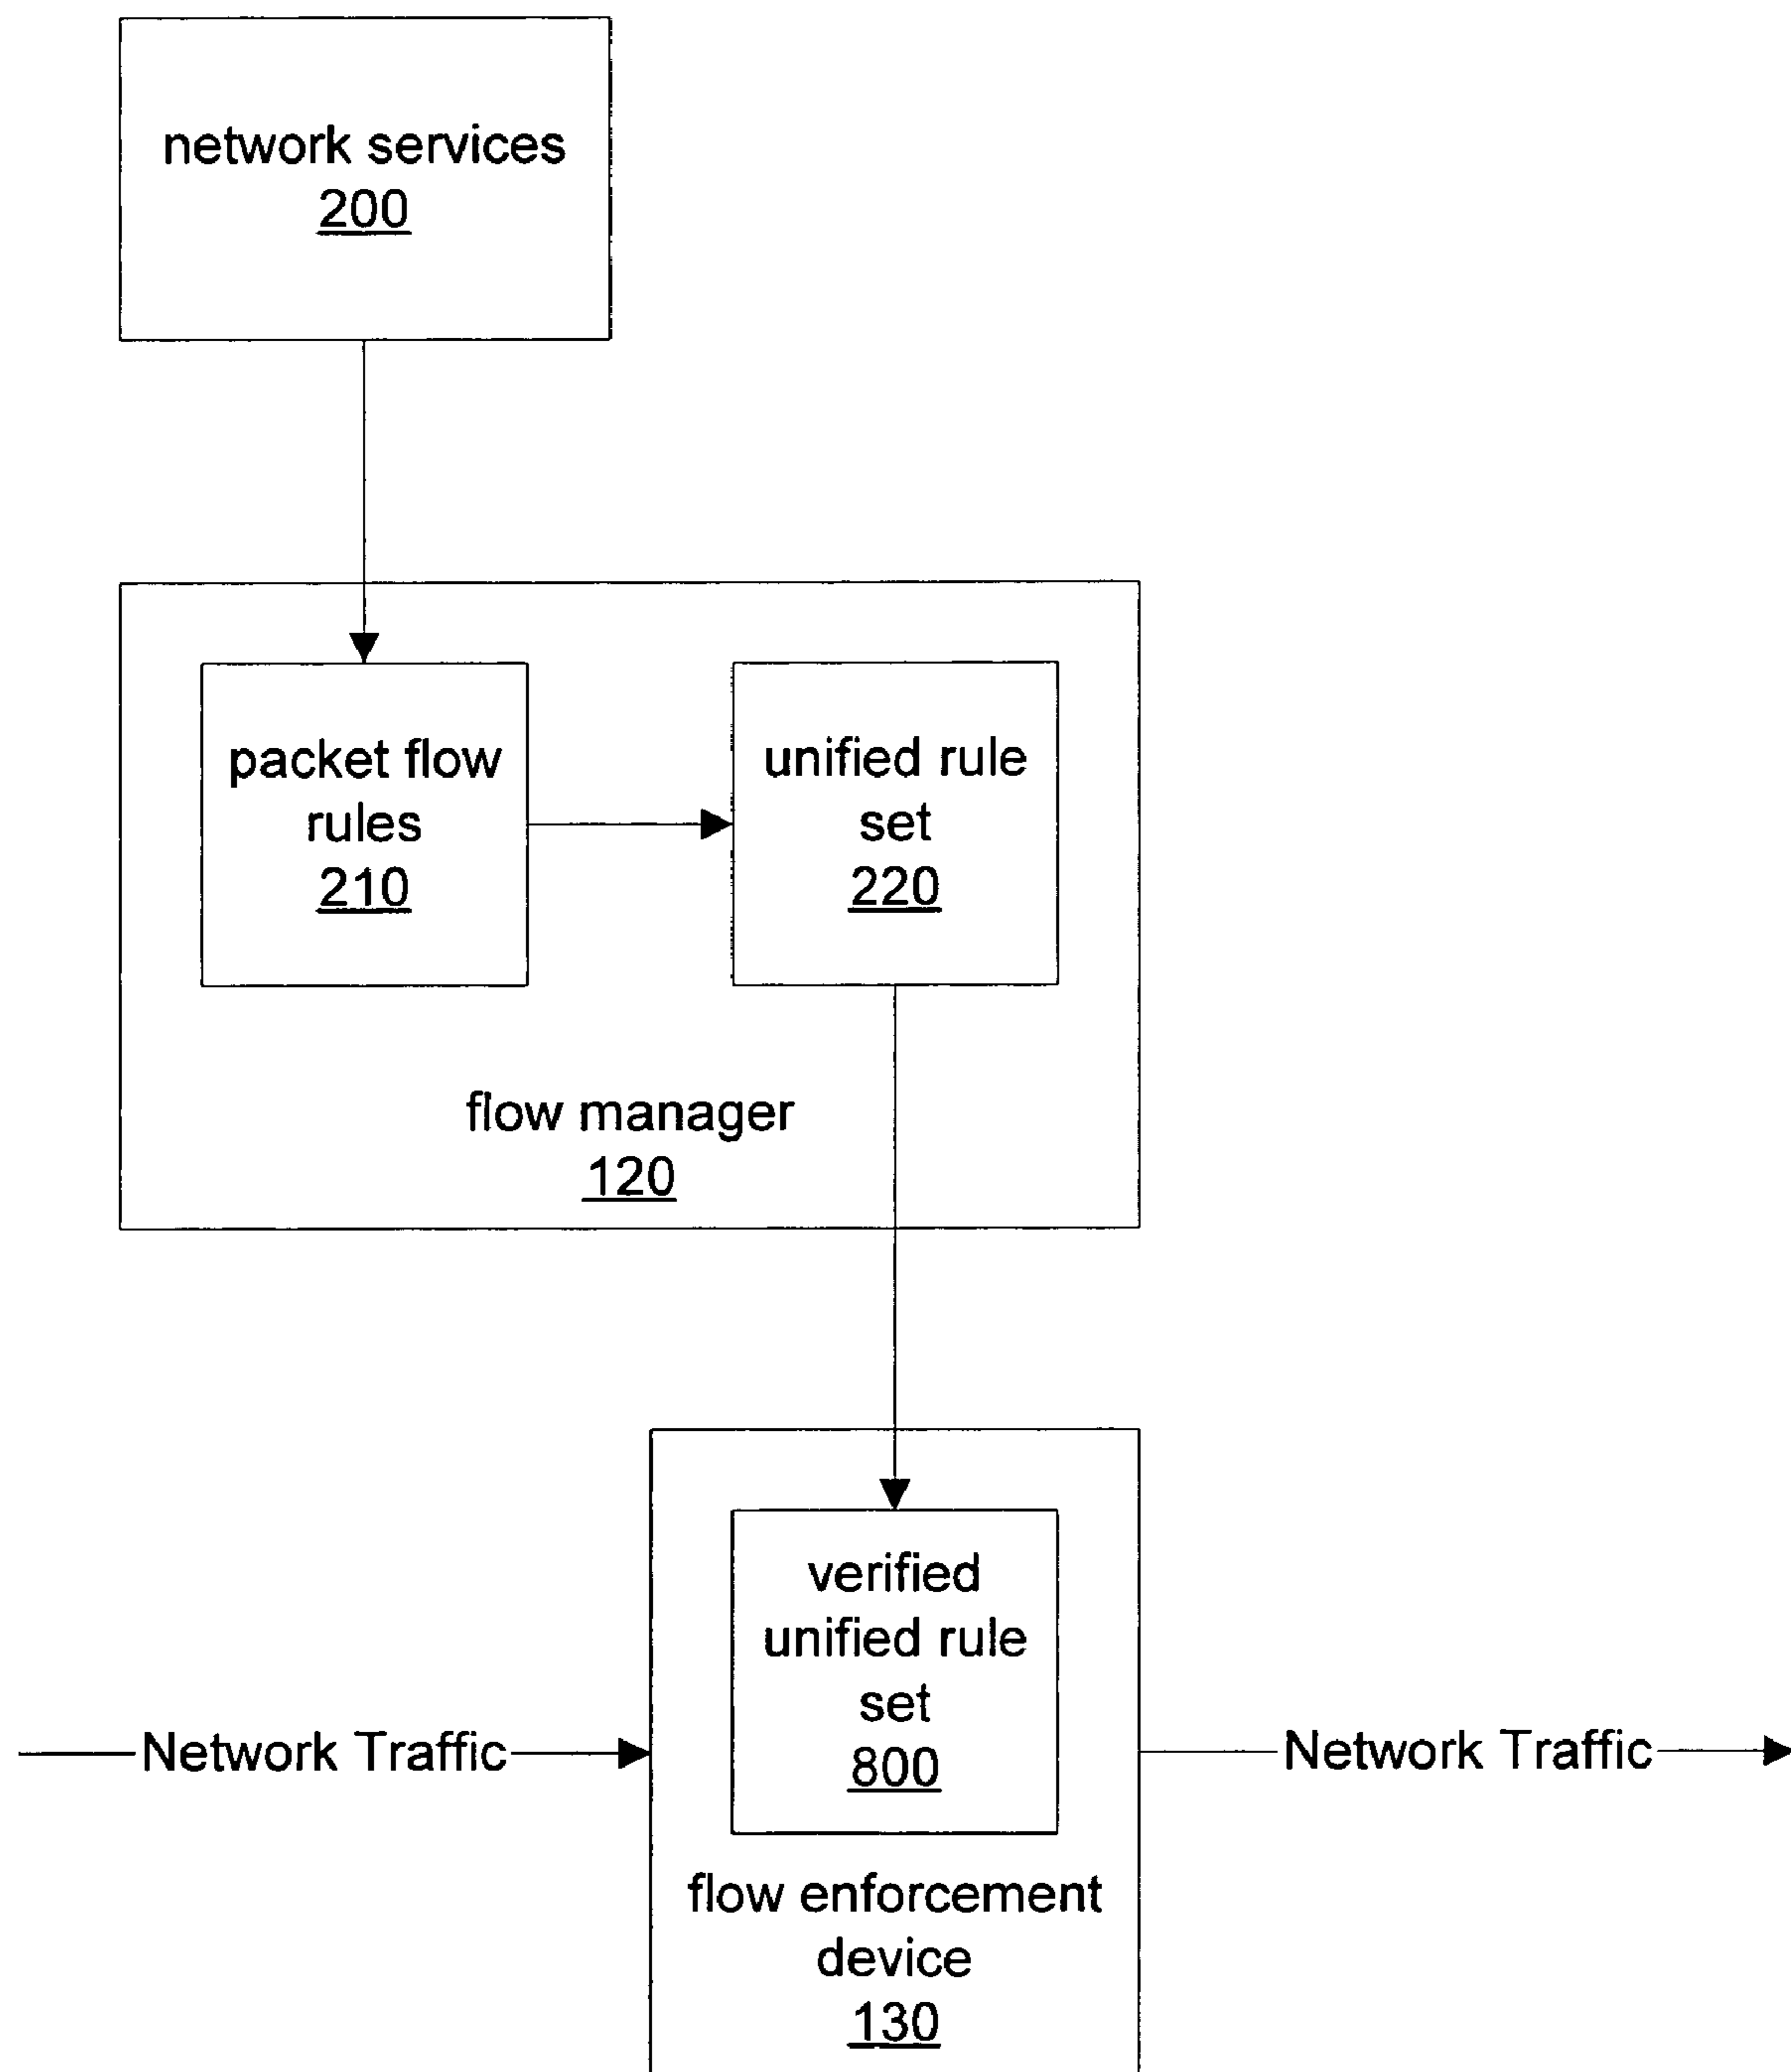 network services
200
packet flow
rules
210
unified rule
set
220
flow manager
120
verified
unified rule
set
800
Network Traffic
Network Traffic
flow enforcement
device
130